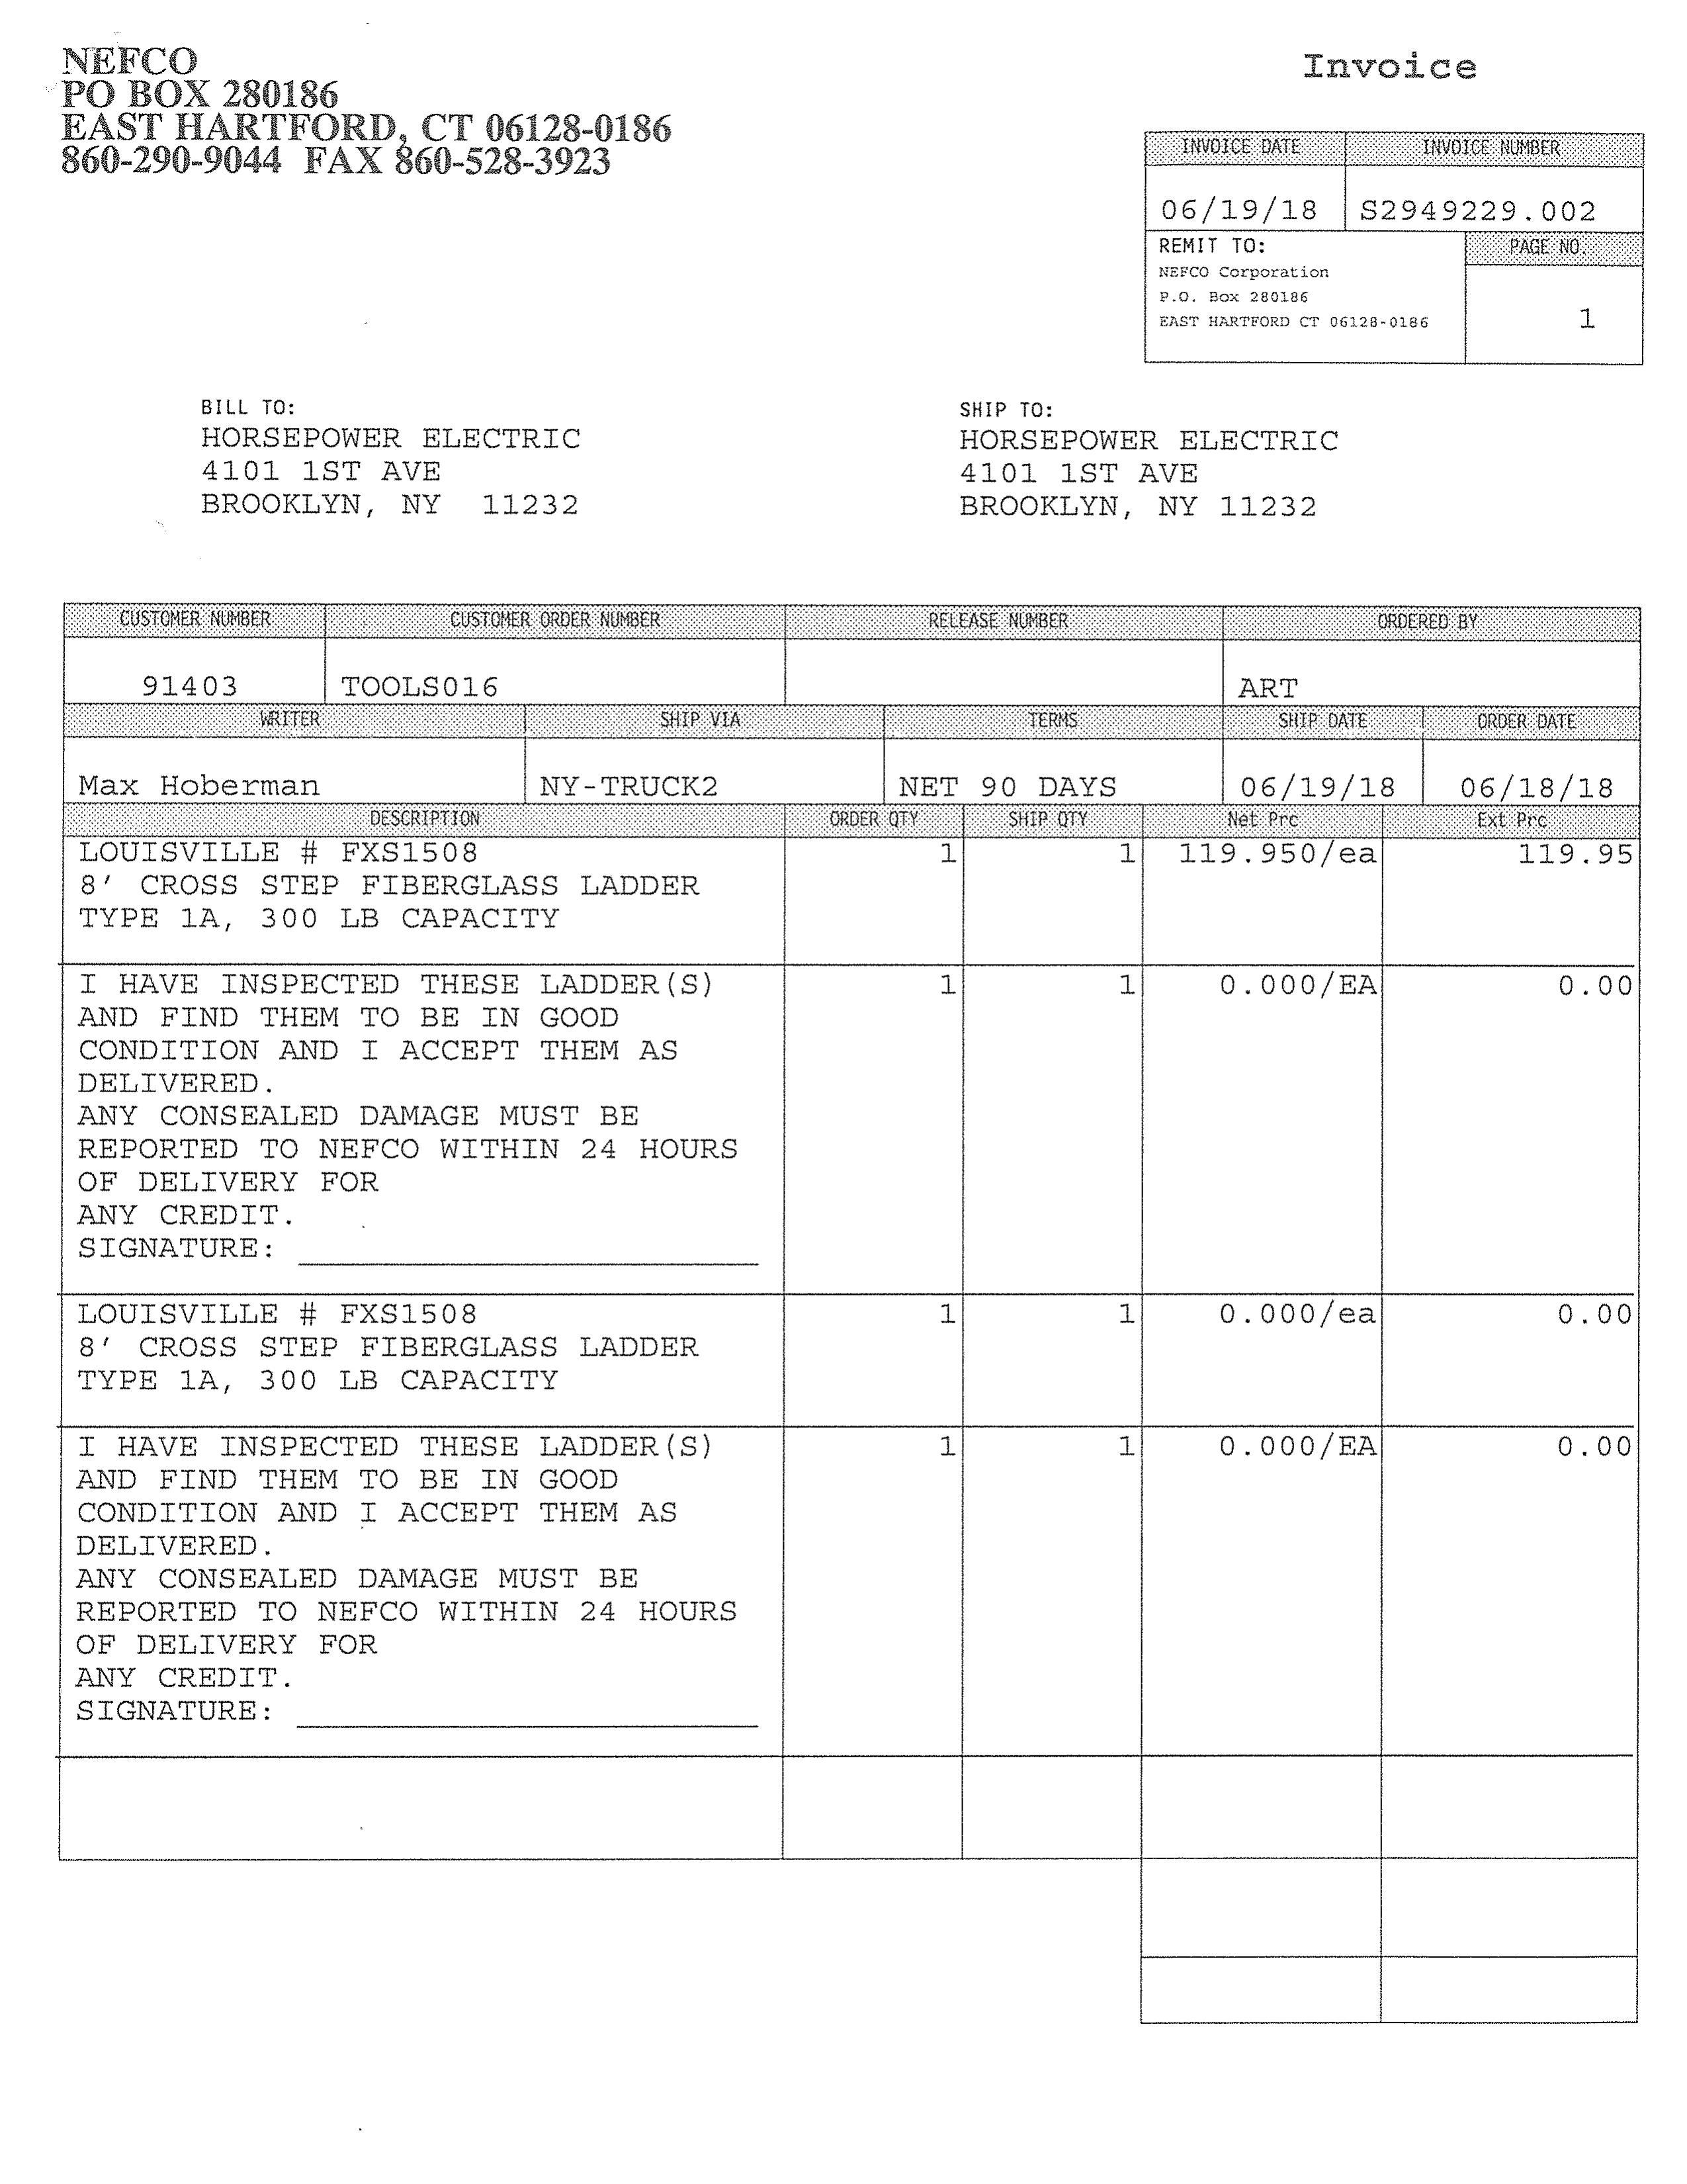 NEFCO
PO BOX 280186
EAST HARTFORD, CT 06128-0186
860-290-9044 FAX 860-528-3923
Invoice
INVOICE DATE INVOICE NUMBER
06/19/18 S2949229.002
REMIT TO: PAGE NO.
NEFCO Corporation
P.O. Box 280186
EAST HARTFORD CT 06128-0186
1
BILL TO:
HORSEPOWER ELECTRIC
4101 1ST AVE
BROOKLYN, NY 11232
SHIP TO:
HORSEPOWER ELECTRIC
4101 1ST AVE
BROOKLYN, NY 11232
CUSTOMER NUMBER CUSTOMER ORDER NUMBER RELEASE NUMBER ORDERED BY
91403 TOOLS016 ART
WRITER SHIP VIA TERMS SHIP DATE ORDER DATE
Max Hoberman NY-TRUCK2 NET 90 DAYS 06/19/18 06/18/18
DESCRIPTION ORDER QTY SHIP QTY Net Prc Ext Prc
LOUISVILLE # FXS1508 1 1 119.950/ea 119.95
8' CROSS STEP FIBERGLASS LADDER
TYPE 1A, 300 LB CAPACITY
I HAVE INSPECTED THESE LADDER(S) 1 1 0.000/EA 0.00
AND FIND THEM TO BE IN GOOD
CONDITION AND I ACCEPT THEM AS
DELIVERED.
ANY CONSEALED DAMAGE MUST BE
REPORTED TO NEFCO WITHIN 24 HOURS
OF DELIVERY FOR
ANY CREDIT.
SIGNATURE:
LOUISVILLE # FXS1508 1 1 0.000/ea 0.00
8' CROSS STEP FIBERGLASS LADDER
TYPE 1A, 300 LB CAPACITY
I HAVE INSPECTED THESE LADDER(S) 1 1 0.000/EA 0.00
AND FIND THEM TO BE IN GOOD
CONDITION AND I ACCEPT THEM AS
DELIVERED.
ANY CONSEALED DAMAGE MUST BE
REPORTED TO NEFCO WITHIN 24 HOURS
OF DELIVERY FOR
ANY CREDIT.
SIGNATURE: